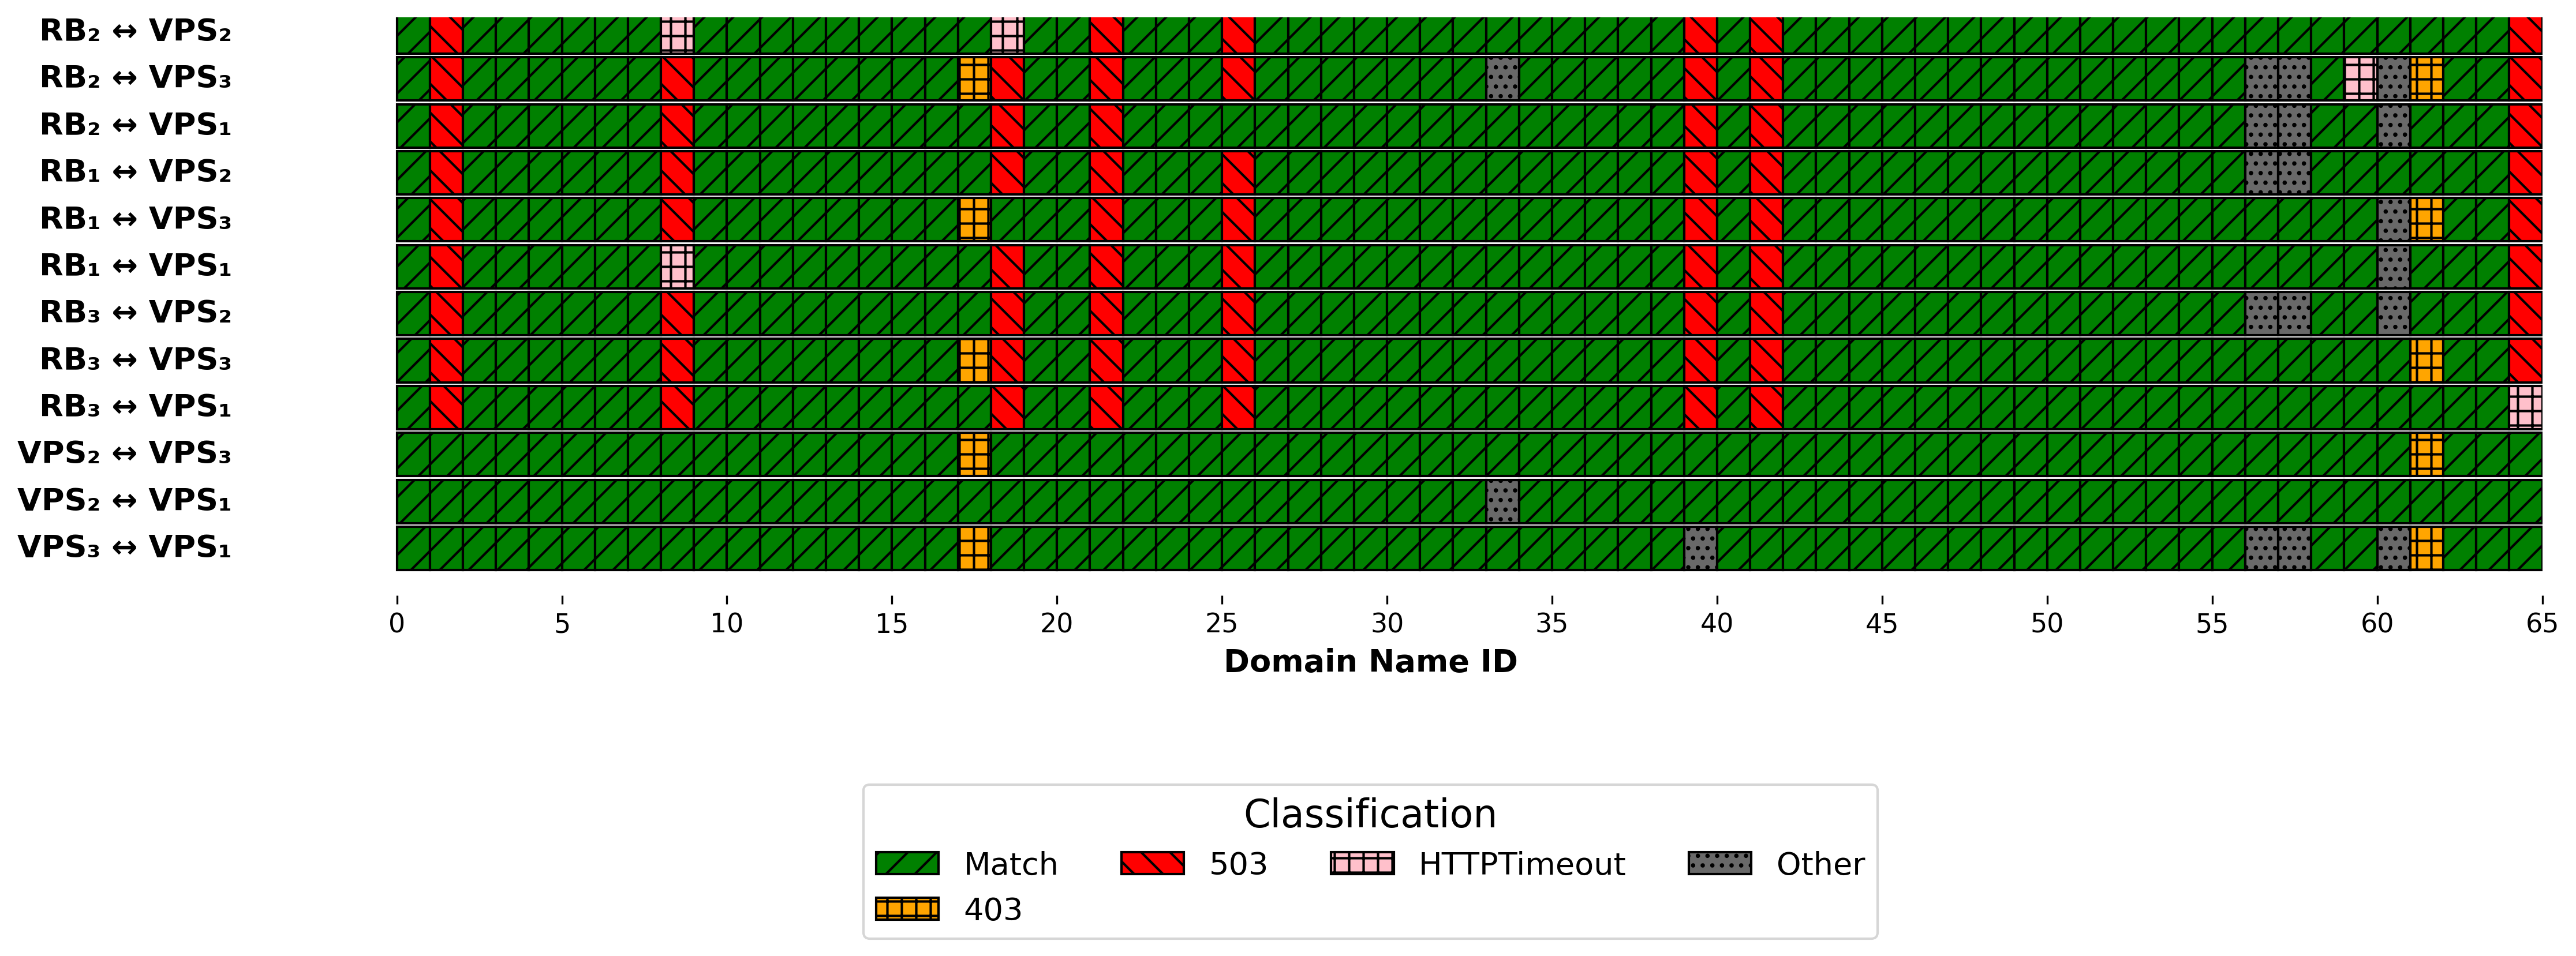 RB₂ ↔ VPS₂
RB₂ ↔ VPS₃
RB₂ ↔ VPS₁
RB₁ ↔ VPS₂
RB₁ ↔ VPS₃
RB₁ ↔ VPS₁
RB₃ ↔ VPS₂
RB₃ ↔ VPS₃
RB₃ ↔ VPS₁
VPS₂ ↔ VPS₃
VPS₂ ↔ VPS₁
VPS₃ ↔ VPS₁
0 5 10 15 20 25 30 35 40 45 50 55 60 65
Domain Name ID
Classification
Match 503 HTTPTimeout Other
403